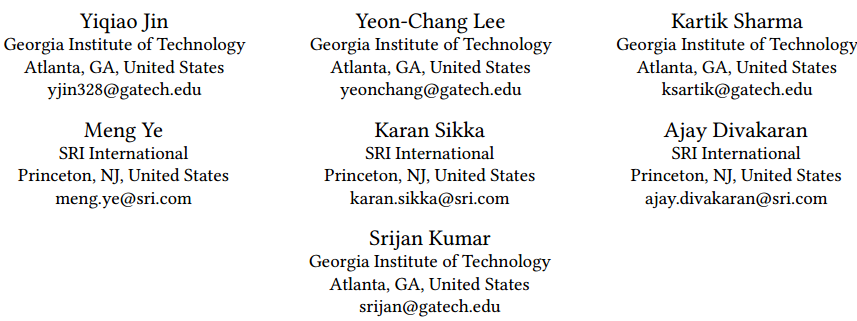 Yiqiao Jin
Georgia Institute of Technology
Atlanta, GA, United States
yjin328@gatech.edu
Yeon-Chang Lee
Georgia Institute of Technology
Atlanta, GA, United States
yeonchang@gatech.edu
Kartik Sharma
Georgia Institute of Technology
Atlanta, GA, United States
ksartik@gatech.edu
Meng Ye
SRI International
Princeton, NJ, United States
meng.ye@sri.com
Karan Sikka
SRI International
Princeton, NJ, United States
karan.sikka@sri.com
Ajay Divakaran
SRI International
Princeton, NJ, United States
ajay.divakaran@sri.com
Srijan Kumar
Georgia Institute of Technology
Atlanta, GA, United States
srijan@gatech.edu